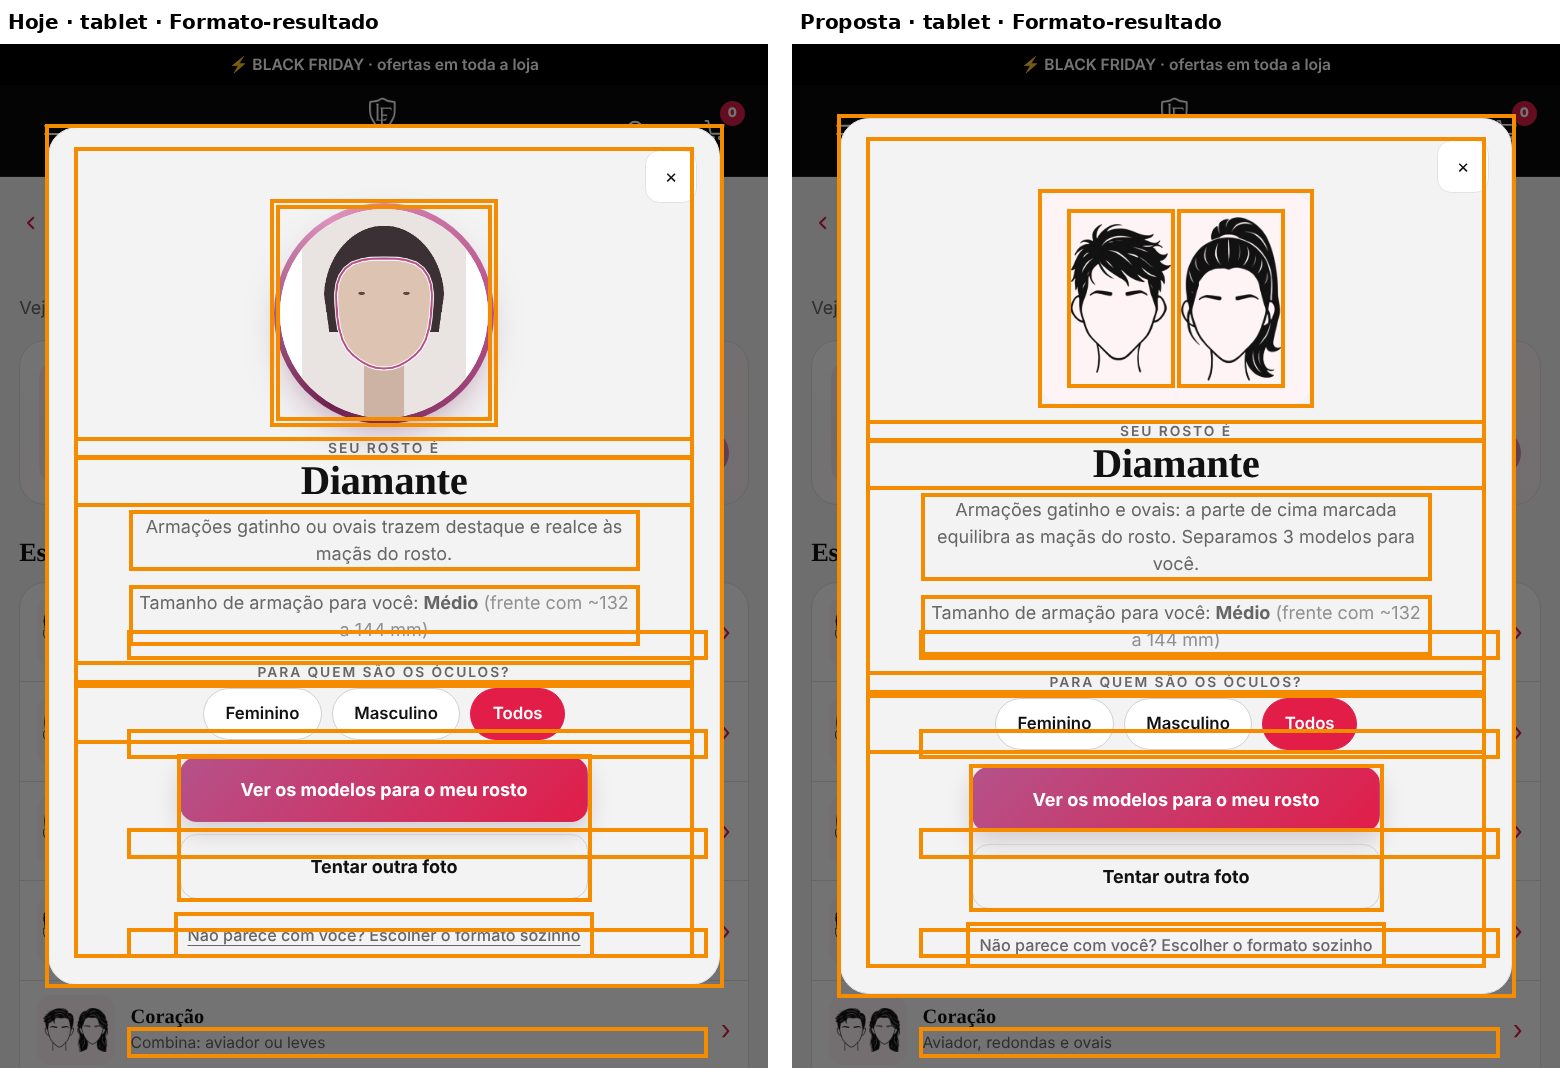 Hoje · tablet · Formato-resultado
⚡ BLACK FRIDAY · ofertas em toda a loja
LF
0
×
Vej
SEU ROSTO É
Diamante
Armações gatinho ou ovais trazem destaque e realce às
maçãs do rosto.
Es
Tamanho de armação para você: Médio (frente com ~132
a 144 mm)
PARA QUEM SÃO OS ÓCULOS?
Feminino
Masculino
Todos
Ver os modelos para o meu rosto
Tentar outra foto
Não parece com você? Escolher o formato sozinho
Coração
Combina: aviador ou leves
Proposta · tablet · Formato-resultado
⚡ BLACK FRIDAY · ofertas em toda a loja
LF
0
×
Vej
SEU ROSTO É
Diamante
Armações gatinho e ovais: a parte de cima marcada
equilibra as maçãs do rosto. Separamos 3 modelos para
você.
Es
Tamanho de armação para você: Médio (frente com ~132
a 144 mm)
PARA QUEM SÃO OS ÓCULOS?
Feminino
Masculino
Todos
Ver os modelos para o meu rosto
Tentar outra foto
Não parece com você? Escolher o formato sozinho
Coração
Aviador, redondas e ovais